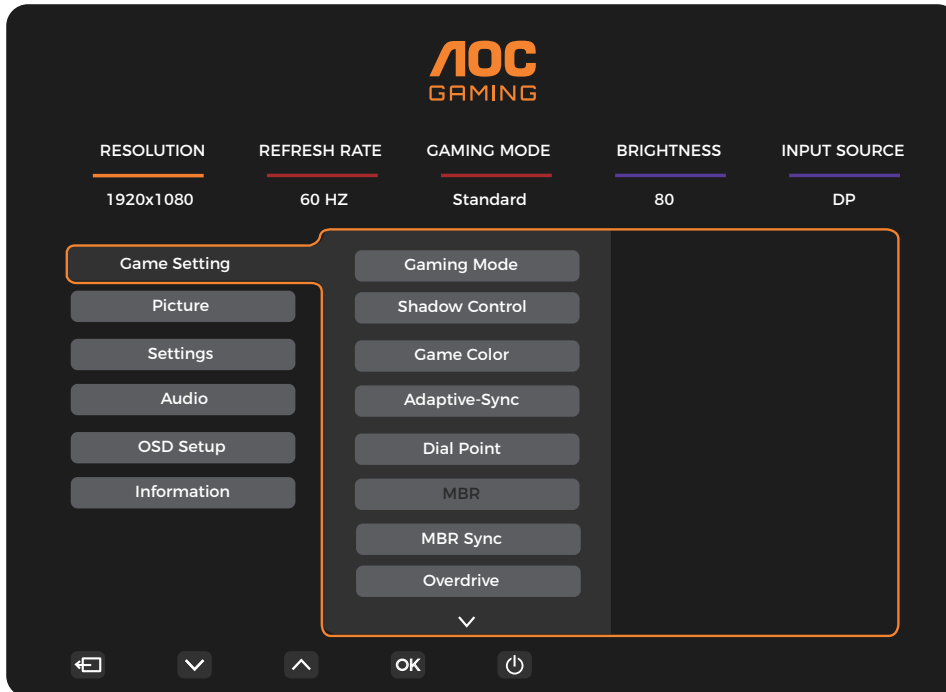 AOC
GAMING
RESOLUTION REFRESH RATE GAMING MODE BRIGHTNESS INPUT SOURCE
1920x1080 60 HZ Standard 80 DP
Game Setting Gaming Mode
Picture Shadow Control
Settings Game Color
Audio Adaptive-Sync
OSD Setup Dial Point
Information MBR
MBR Sync
Overdrive
OK